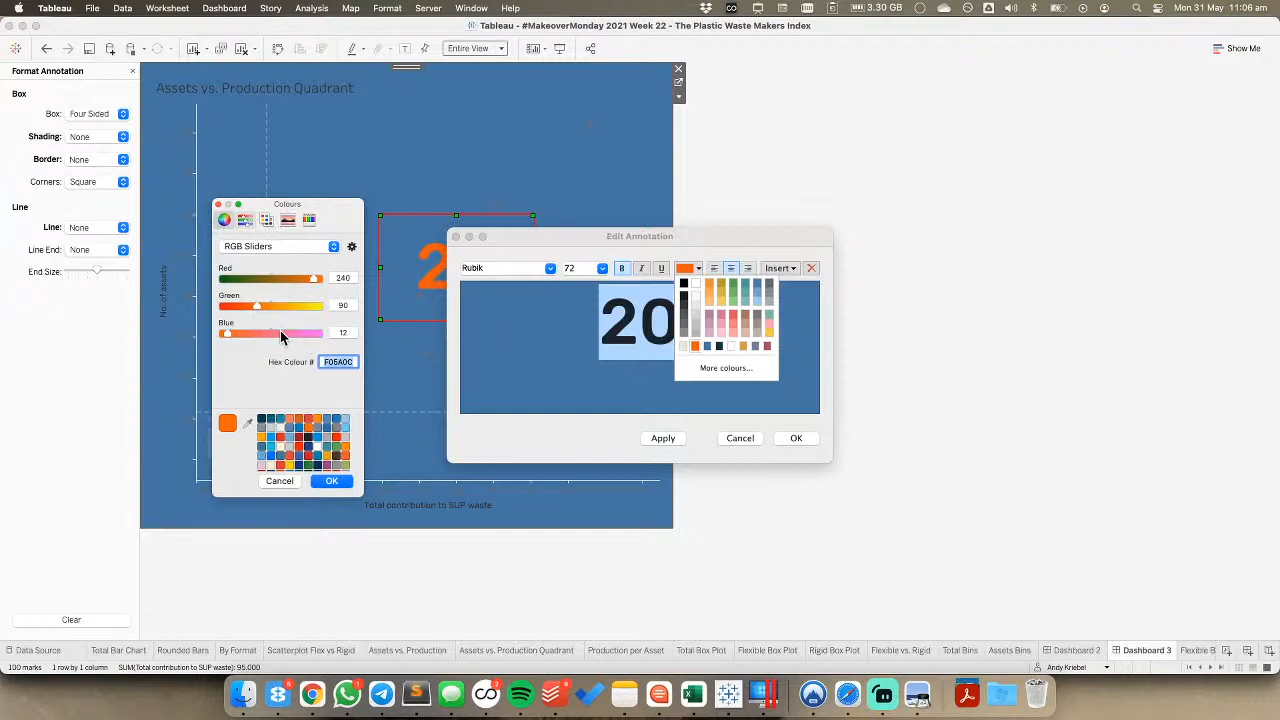 Tableau Data Worksheet Dashboard Story Analysis Map Format Server Window Help 3.30 GB Mon 31 May 11:06 am
Tableau - #MakeoverMonday 2021 Week 22 - The Plastic Waste Makers Index
Entire View Show Me
Format Annotation
Box
Box: Four Sided
Shading: None
Border: None
Corners: Square
Line
Line: None
Line End: None
End Size:
Clear
Assets vs. Production Quadrant
No. of assets
Total contribution to SUP waste
2
Colours
RGB Sliders
Red
240
Green
90
Blue
12
Hex Colour # F05A0C
Cancel OK
Edit Annotation
Rubik 72 B I U Insert
20
More colours...
Apply Cancel OK
Data Source Total Bar Chart Rounded Bars By Format Scatterplot Flex vs Rigid Assets vs. Production Assets vs. Production Quadrant Production per Asset Total Box Plot Flexible Box Plot Rigid Box Plot Flexible vs. Rigid Total Bins Assets Bins Dashboard 2 Dashboard 3 Flexible B
100 marks 1 row by 1 column SUM(Total contribution to SUP waste): 95.000 Andy Kriebel